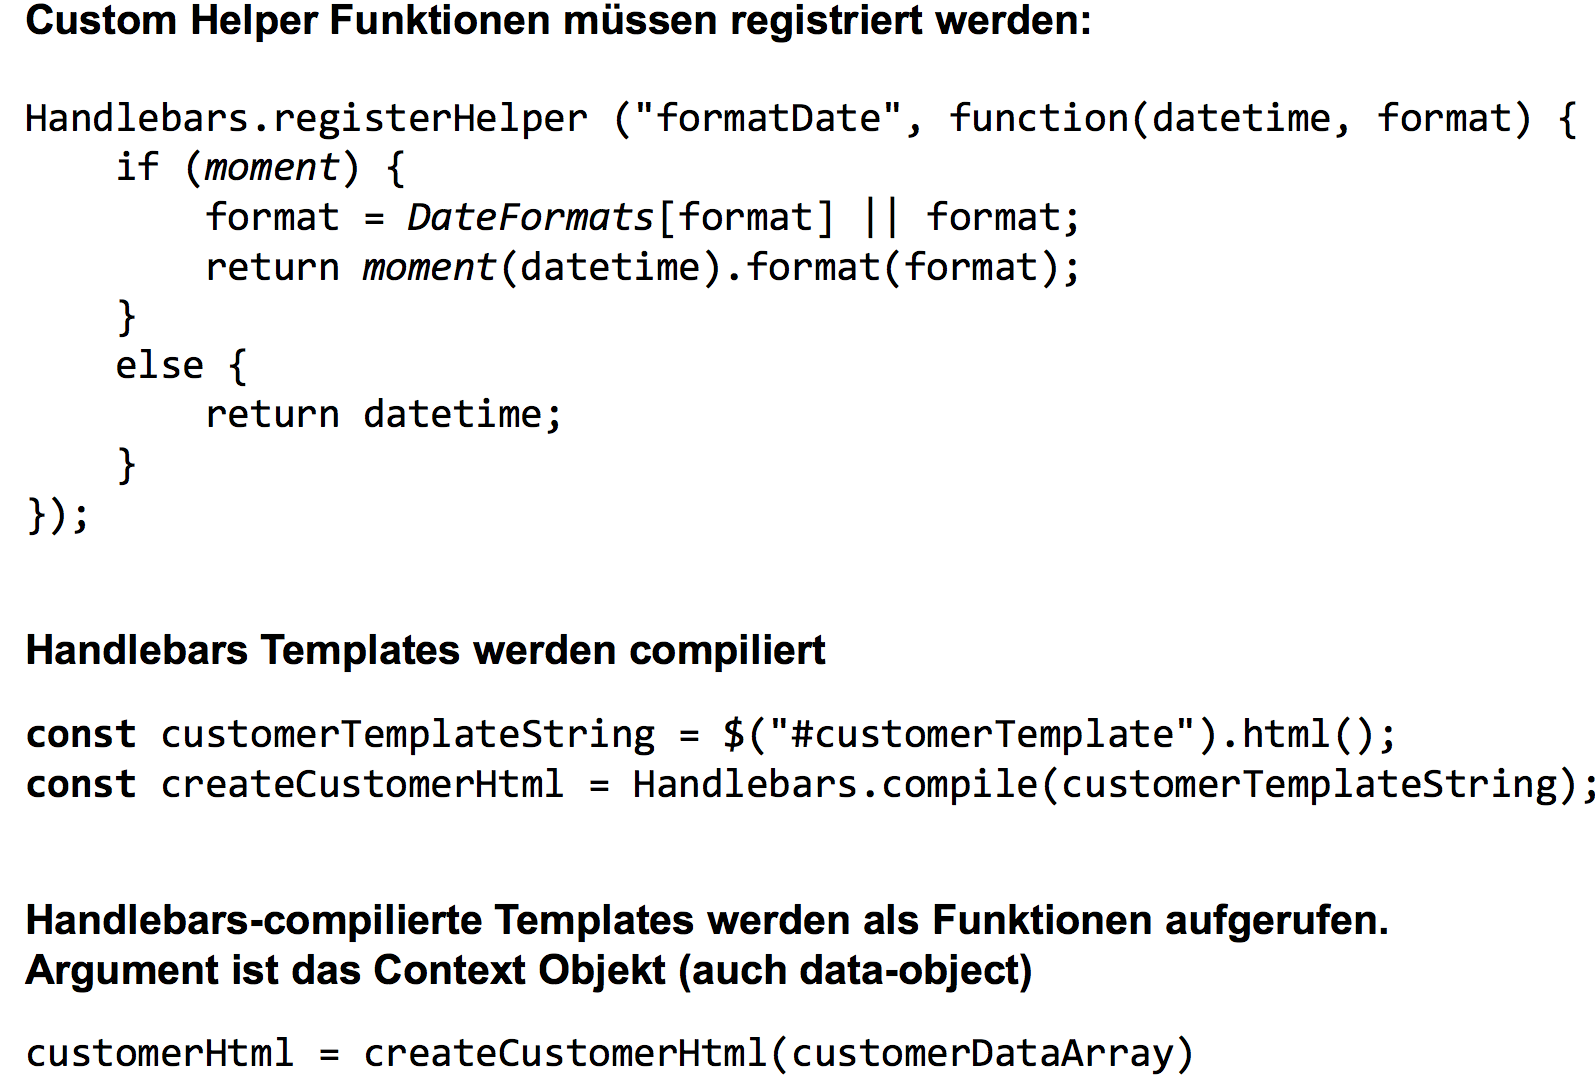 Custom Helper Funktionen müssen registriert werden:
Handlebars.registerHelper ("formatDate", function(datetime, format) {
if (moment) {
format = DateFormats[format] || format;
return moment(datetime).format(format);
}
else {
return datetime;
}
});
Handlebars Templates werden compiliert
const customerTemplateString = $("#customerTemplate").html();
const createCustomerHtml = Handlebars.compile(customerTemplateString);
Handlebars-compilierte Templates werden als Funktionen aufgerufen.
Argument ist das Context Objekt (auch data-object)
customerHtml = createCustomerHtml(customerDataArray)